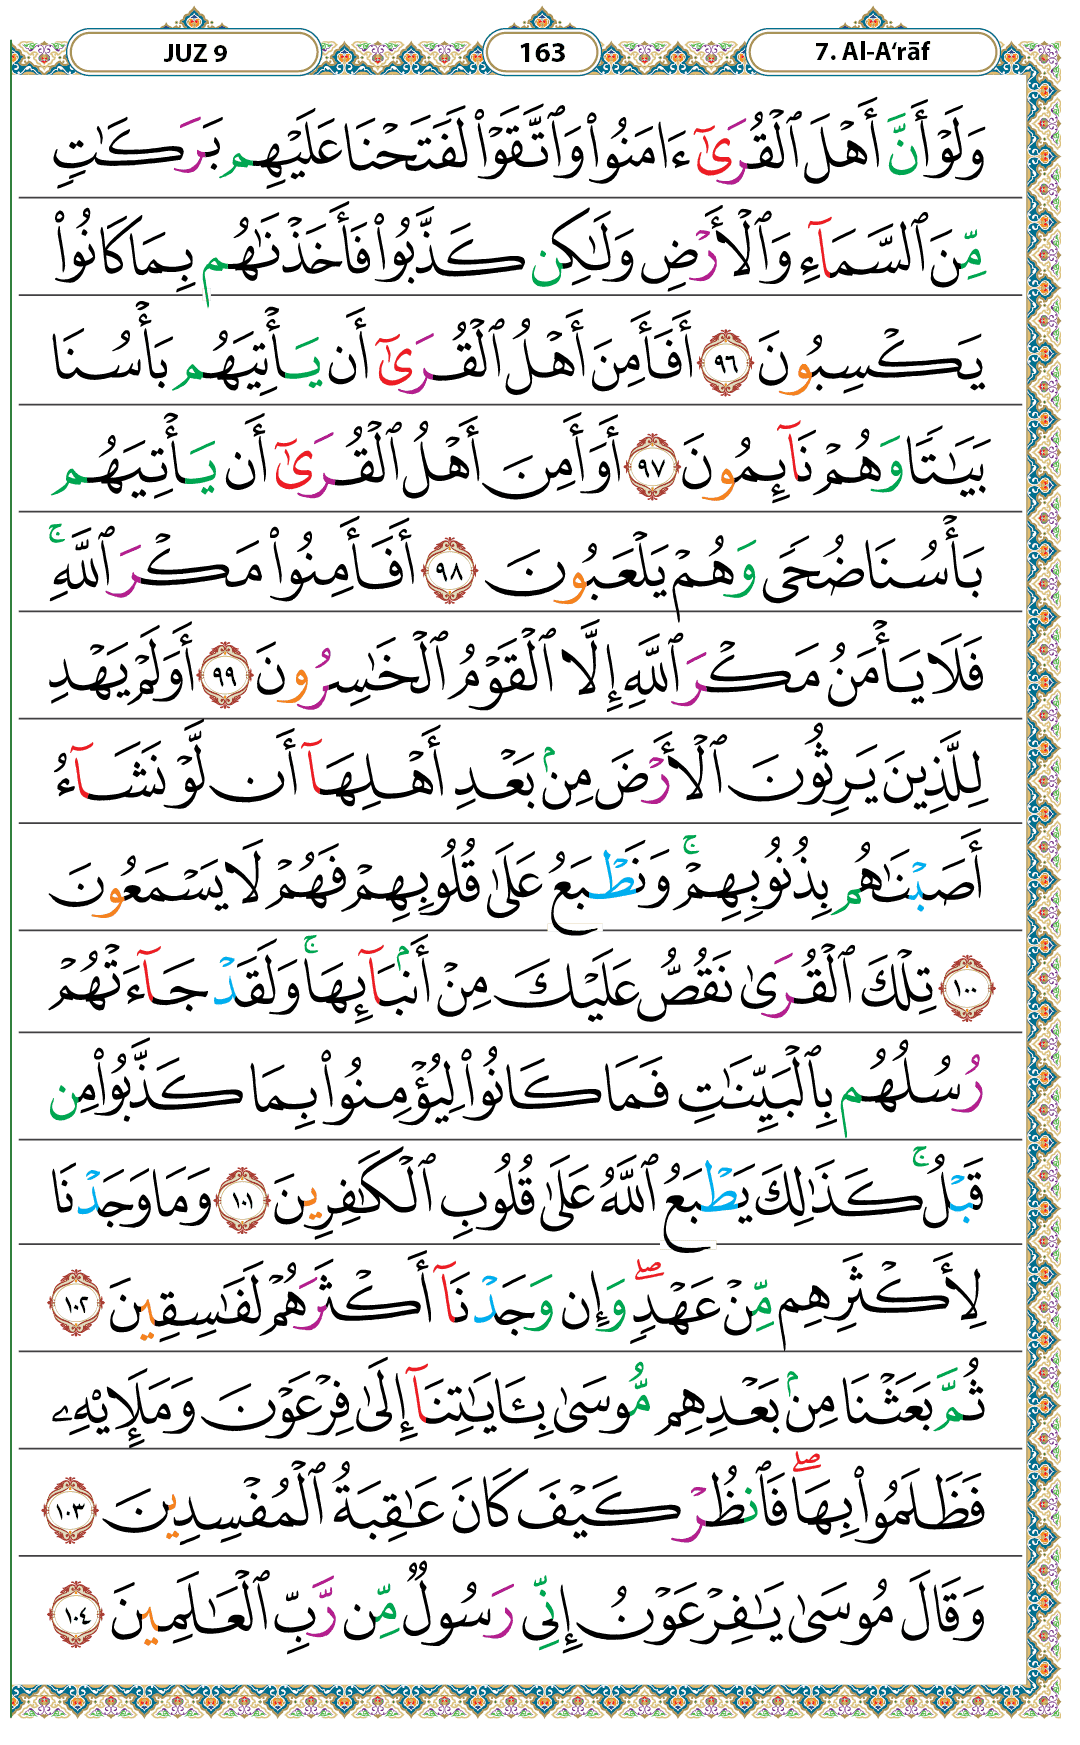 JUZ 9
163
7. Al-A‘rāf
وَلَوْ أَنَّ أَهْلَ ٱلْقُرَىٰٓ ءَامَنُوا۟ وَٱتَّقَوْا۟ لَفَتَحْنَا عَلَيْهِم بَرَكَـٰتٍ
مِّنَ ٱلسَّمَآءِ وَٱلْأَرْضِ وَلَـٰكِن كَذَّبُوا۟ فَأَخَذْنَـٰهُم بِمَا كَانُوا۟
يَكْسِبُونَ ٩٦ أَفَأَمِنَ أَهْلُ ٱلْقُرَىٰٓ أَن يَأْتِيَهُم بَأْسُنَا
بَيَـٰتًا وَهُمْ نَآئِمُونَ ٩٧ أَوَأَمِنَ أَهْلُ ٱلْقُرَىٰٓ أَن يَأْتِيَهُم
بَأْسُنَا ضُحًى وَهُمْ يَلْعَبُونَ ٩٨ أَفَأَمِنُوا۟ مَكْرَ ٱللَّهِ ۚ
فَلَا يَأْمَنُ مَكْرَ ٱللَّهِ إِلَّا ٱلْقَوْمُ ٱلْخَـٰسِرُونَ ٩٩ أَوَلَمْ يَهْدِ
لِلَّذِينَ يَرِثُونَ ٱلْأَرْضَ مِنۢ بَعْدِ أَهْلِهَآ أَن لَّوْ نَشَآءُ
أَصَبْنَـٰهُم بِذُنُوبِهِمْ ۚ وَنَطْبَعُ عَلَىٰ قُلُوبِهِمْ فَهُمْ لَا يَسْمَعُونَ
١٠٠ تِلْكَ ٱلْقُرَىٰ نَقُصُّ عَلَيْكَ مِنْ أَنۢبَآئِهَا ۚ وَلَقَدْ جَآءَتْهُمْ
رُسُلُهُم بِٱلْبَيِّنَـٰتِ فَمَا كَانُوا۟ لِيُؤْمِنُوا۟ بِمَا كَذَّبُوا۟ مِن
قَبْلُ ۚ كَذَٰلِكَ يَطْبَعُ ٱللَّهُ عَلَىٰ قُلُوبِ ٱلْكَـٰفِرِينَ ١٠١ وَمَا وَجَدْنَا
لِأَكْثَرِهِم مِّنْ عَهْدٍ ۖ وَإِن وَجَدْنَآ أَكْثَرَهُمْ لَفَـٰسِقِينَ ١٠٢
ثُمَّ بَعَثْنَا مِنۢ بَعْدِهِم مُّوسَىٰ بِـَٔايَـٰتِنَآ إِلَىٰ فِرْعَوْنَ وَمَلَإِي۟هِۦ
فَظَلَمُوا۟ بِهَا ۖ فَٱنظُرْ كَيْفَ كَانَ عَـٰقِبَةُ ٱلْمُفْسِدِينَ ١٠٣
وَقَالَ مُوسَىٰ يَـٰفِرْعَوْنُ إِنِّى رَسُولٌ مِّن رَّبِّ ٱلْعَـٰلَمِينَ ١٠٤